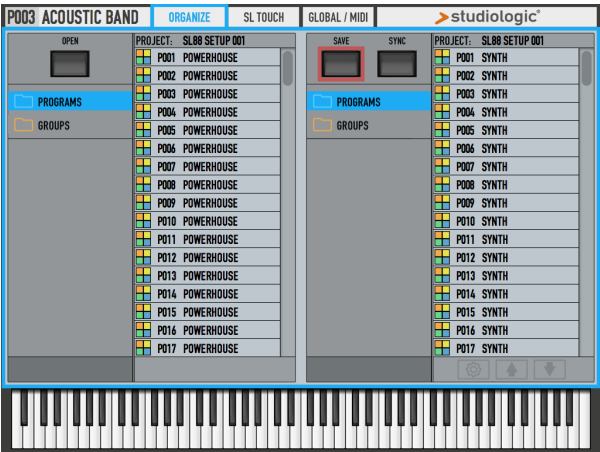 P003 ACOUSTIC BAND ORGANIZE SL TOUCH GLOBAL / MIDI studiologic®
OPEN
PROJECT: SL88 SETUP 001
P001 POWERHOUSE
P002 POWERHOUSE
P003 POWERHOUSE
P004 POWERHOUSE
P005 POWERHOUSE
P006 POWERHOUSE
P007 POWERHOUSE
P008 POWERHOUSE
P009 POWERHOUSE
P010 POWERHOUSE
P011 POWERHOUSE
P012 POWERHOUSE
P013 POWERHOUSE
P014 POWERHOUSE
P015 POWERHOUSE
P016 POWERHOUSE
P017 POWERHOUSE
PROGRAMS
GROUPS
SAVE SYNC
PROJECT: SL88 SETUP 001
P001 SYNTH
P002 SYNTH
P003 SYNTH
P004 SYNTH
P005 SYNTH
P006 SYNTH
P007 SYNTH
P008 SYNTH
P009 SYNTH
P010 SYNTH
P011 SYNTH
P012 SYNTH
P013 SYNTH
P014 SYNTH
P015 SYNTH
P016 SYNTH
P017 SYNTH
PROGRAMS
GROUPS